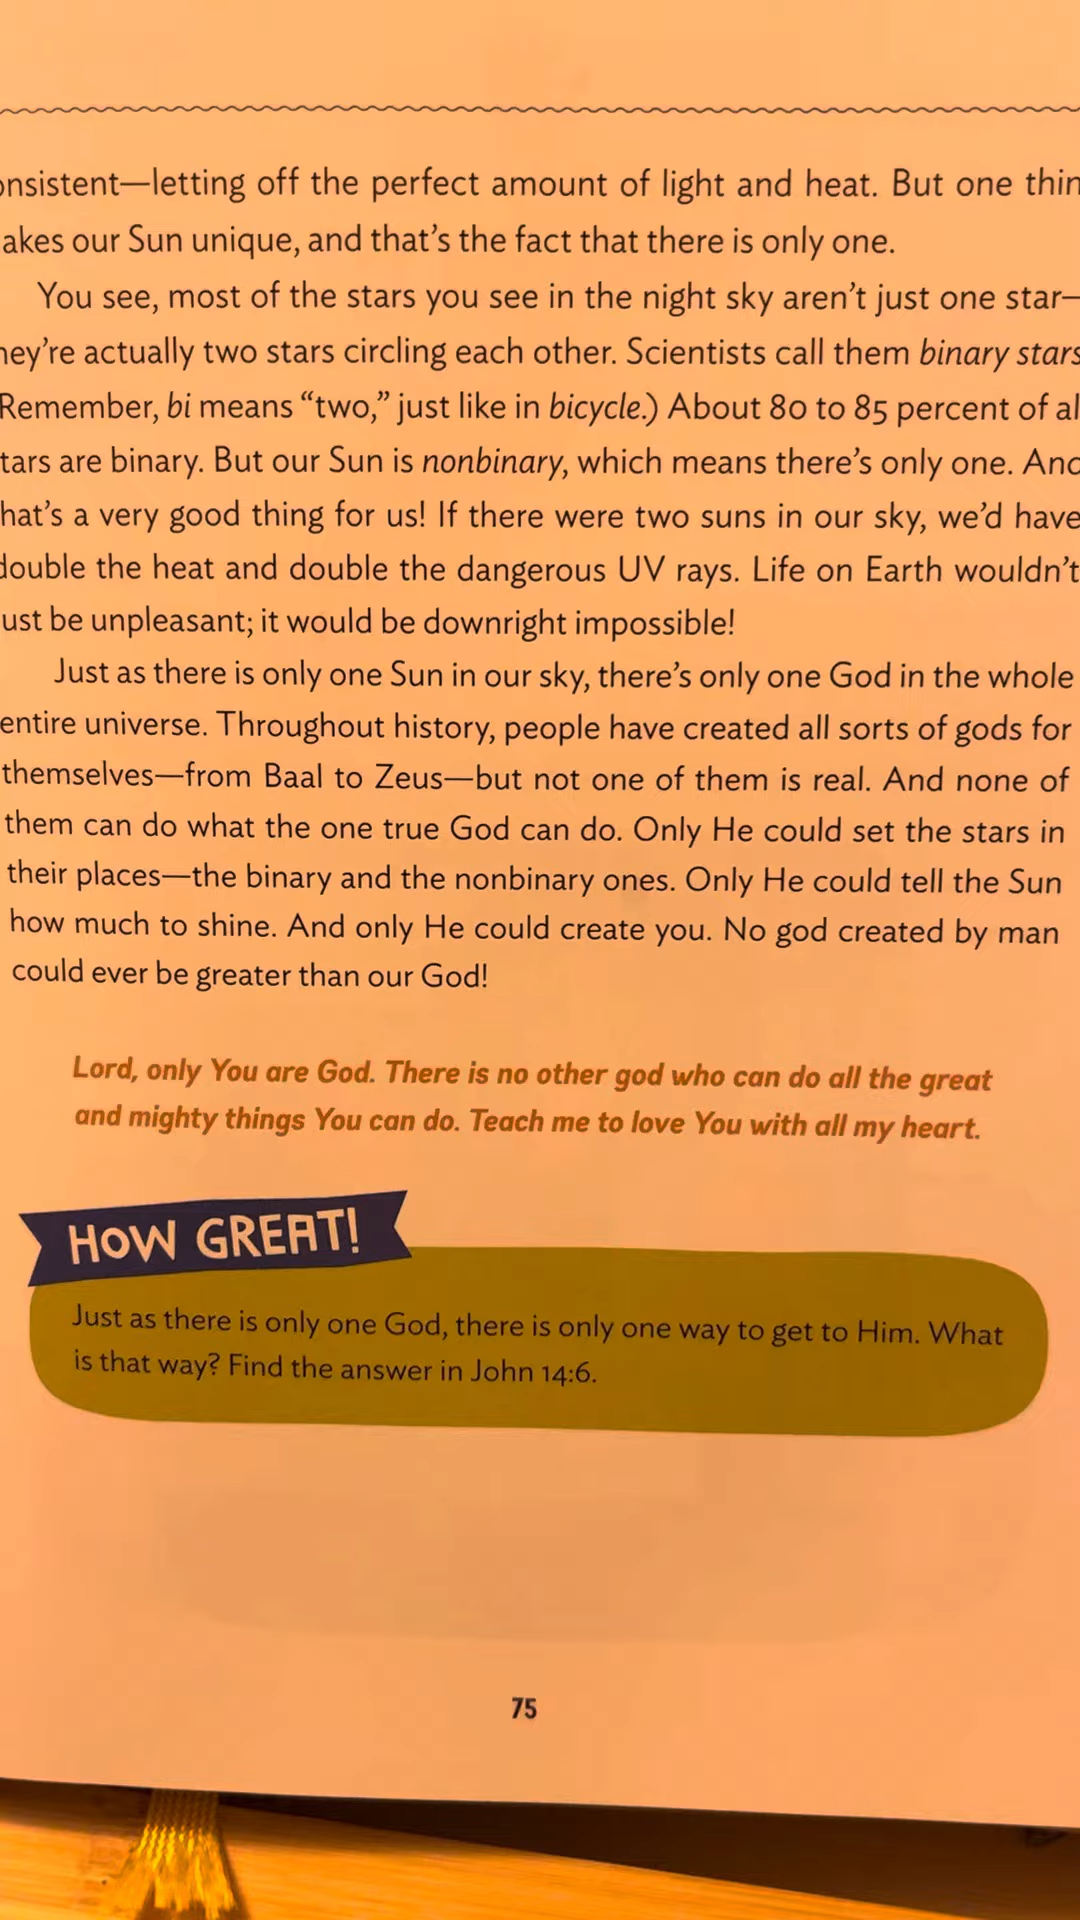 onsistent—letting off the perfect amount of light and heat. But one thin
akes our Sun unique, and that's the fact that there is only one.
You see, most of the stars you see in the night sky aren't just one star—
hey're actually two stars circling each other. Scientists call them binary stars
Remember, bi means “two,” just like in bicycle.) About 80 to 85 percent of al
tars are binary. But our Sun is nonbinary, which means there's only one. And
hat's a very good thing for us! If there were two suns in our sky, we'd have
double the heat and double the dangerous UV rays. Life on Earth wouldn't
ust be unpleasant; it would be downright impossible!
Just as there is only one Sun in our sky, there's only one God in the whole
entire universe. Throughout history, people have created all sorts of gods for
themselves—from Baal to Zeus—but not one of them is real. And none of
them can do what the one true God can do. Only He could set the stars in
their places—the binary and the nonbinary ones. Only He could tell the Sun
how much to shine. And only He could create you. No god created by man
could ever be greater than our God!
Lord, only You are God. There is no other god who can do all the great
and mighty things You can do. Teach me to love You with all my heart.
HOW GREAT!
Just as there is only one God, there is only one way to get to Him. What
is that way? Find the answer in John 14:6.
75